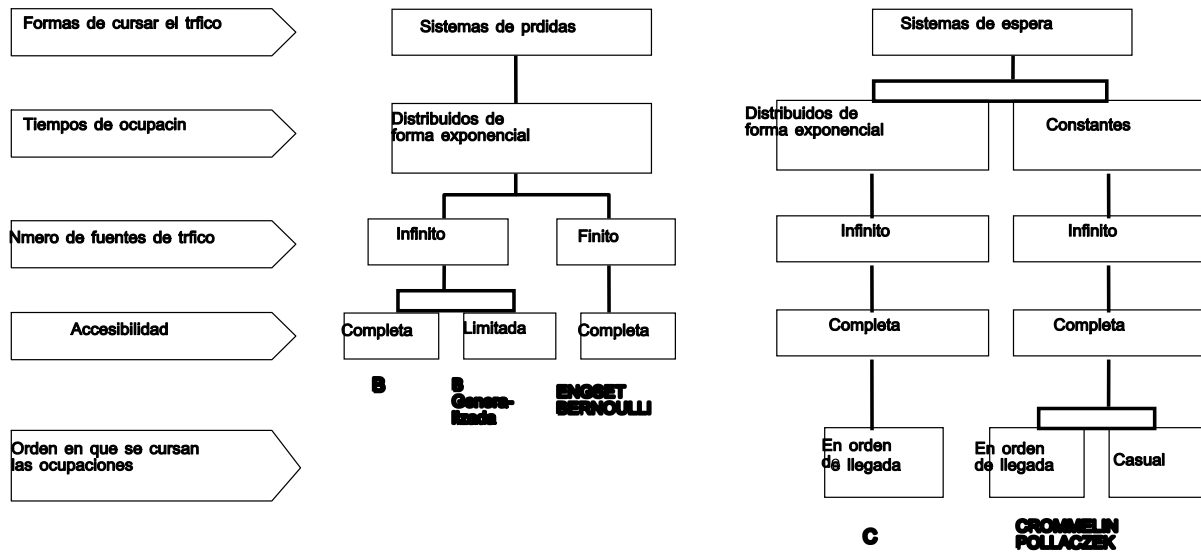 Formas de cursar el trfico
Sistemas de prdidas
Sistemas de espera
Tiempos de ocupacin
Distribuidos de
forma exponencial
Distribuidos de
forma exponencial
Constantes
Nmero de fuentes de trfico
Infinito
Finito
Infinito
Infinito
Accesibilidad
Completa
Limitada
Completa
Completa
Completa
B
B
Genera-
lizada
ENGSET
BERNOULLI
Orden en que se cursan
las ocupaciones
En orden
de llegada
En orden
de llegada
Casual
C
CROMMELIN
POLLACZEK